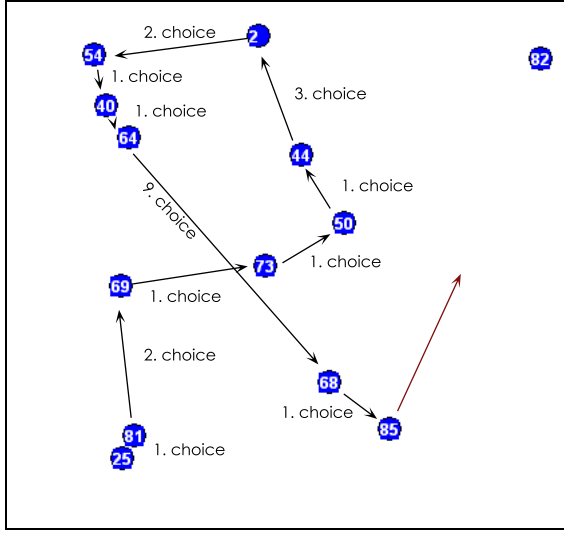 2. choice
2
54
82
1. choice
3. choice
40
1. choice
64
44
1. choice
9. choice
50
1. choice
73
69
1. choice
2. choice
68
1. choice
85
81
1. choice
25